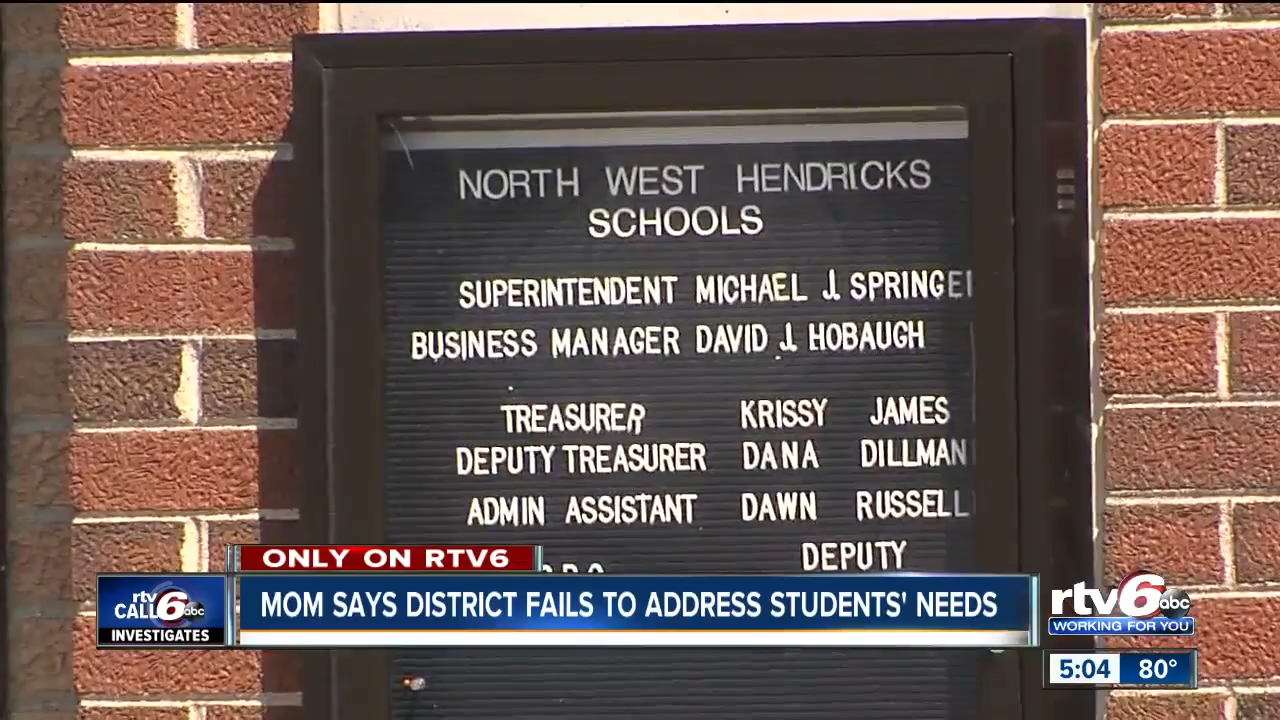 NORTH WEST HENDRICKS
SCHOOLS
SUPERINTENDENT MICHAEL J. SPRINGE
BUSINESS MANAGER DAVID J. HOBAUGH
TREASURER KRISSY JAMES
DEPUTY TREASURER DANA DILLMAN
ADMIN ASSISTANT DAWN RUSSELL
DEPUTY
ONLY ON RTV6
rtv
CALL 6 abc
INVESTIGATES
MOM SAYS DISTRICT FAILS TO ADDRESS STUDENTS' NEEDS
rtv6 abc
WORKING FOR YOU
5:04 80°